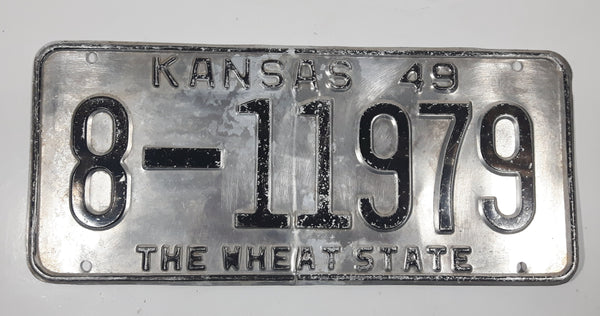 KANSAS 49
8-11979
THE WHEAT STATE